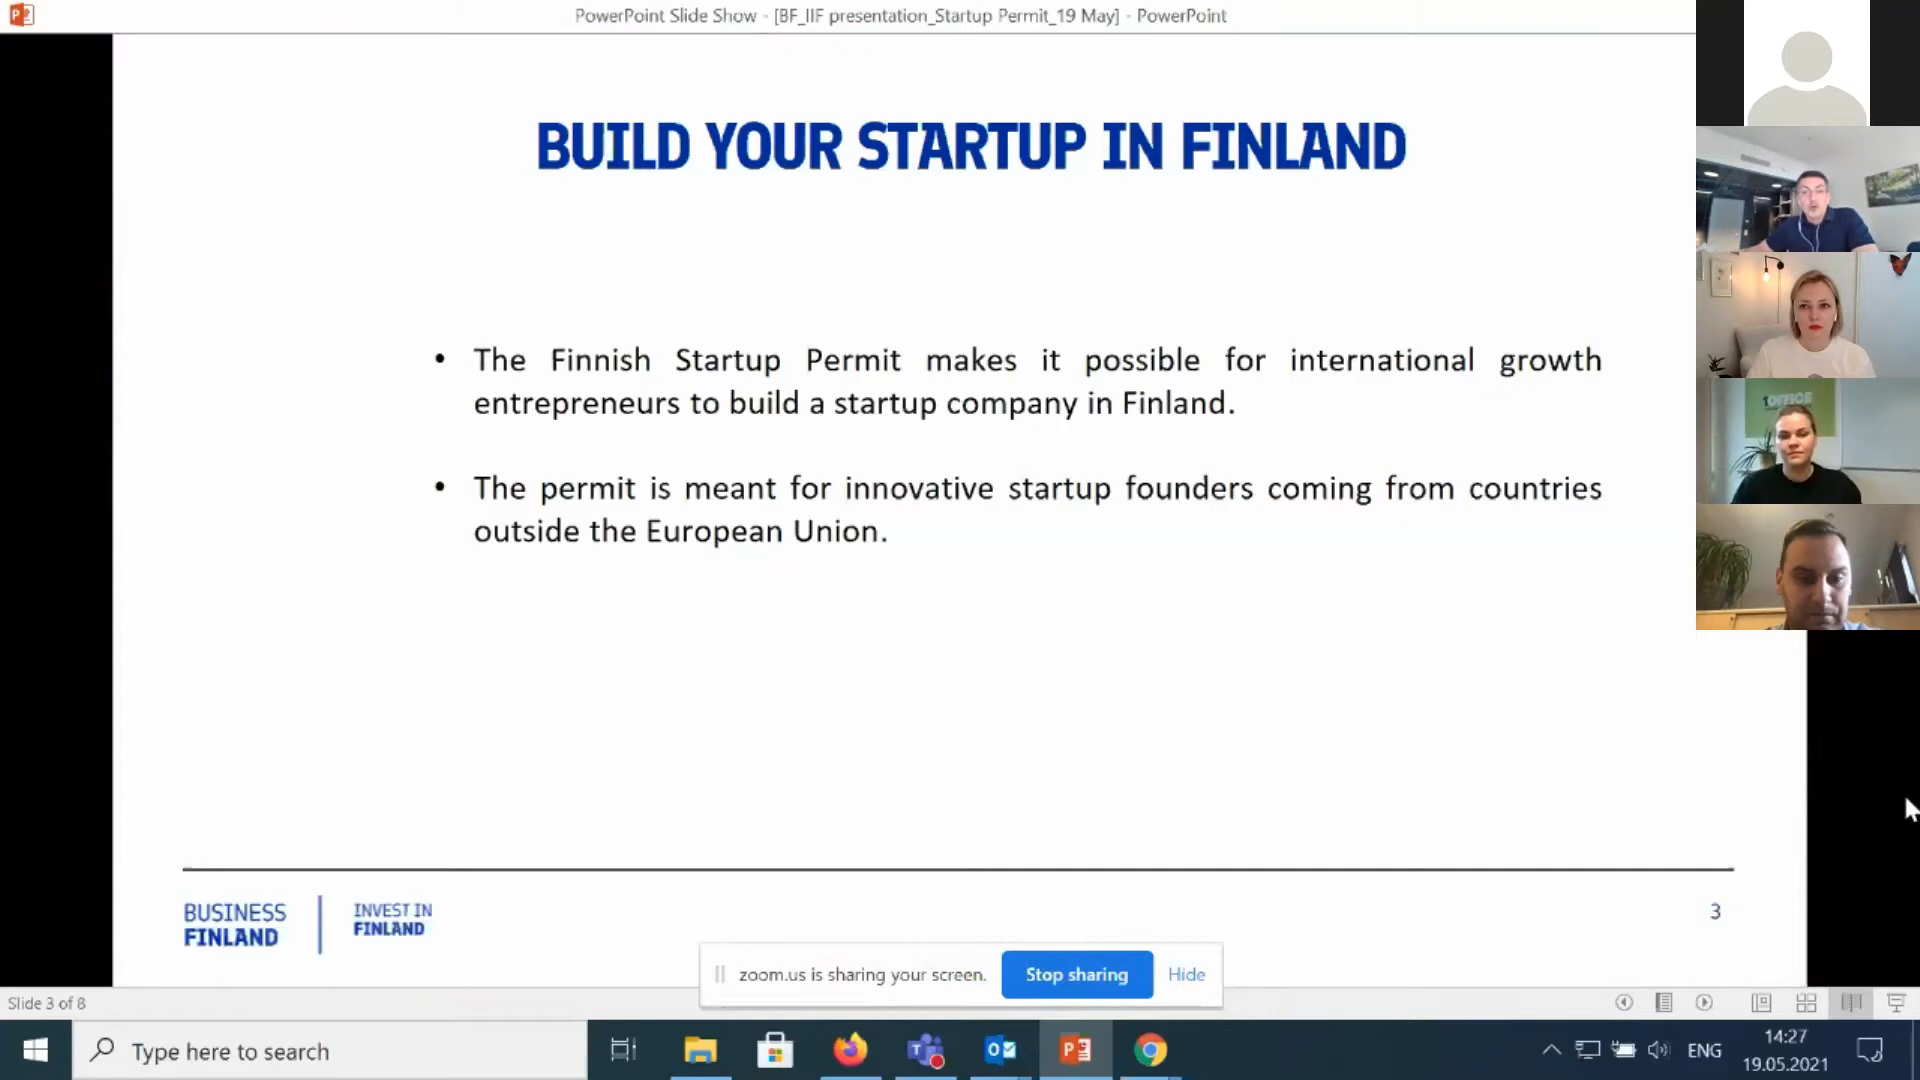 PowerPoint Slide Show - [BF_IIF presentation_Startup Permit_19 May] - PowerPoint
BUILD YOUR STARTUP IN FINLAND
• The Finnish Startup Permit makes it possible for international growth
entrepreneurs to build a startup company in Finland.
• The permit is meant for innovative startup founders coming from countries
outside the European Union.
1OFFICE
BUSINESS
FINLAND
INVEST IN
FINLAND
3
zoom.us is sharing your screen.
Stop sharing
Hide
Slide 3 of 8
Type here to search
ENG
14:27
19.05.2021